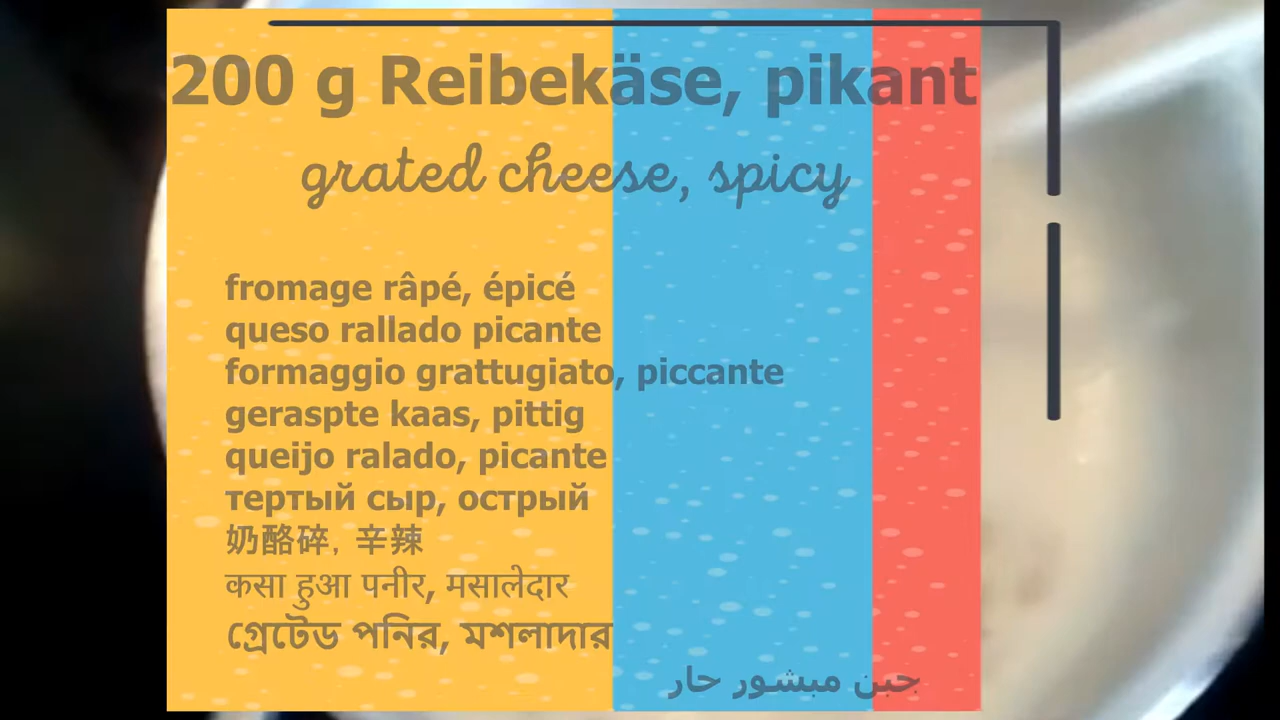 200 g Reibekäse, pikant
grated cheese, spicy
fromage râpé, épicé
queso rallado picante
formaggio grattugiato, piccante
geraspte kaas, pittig
queijo ralado, picante
тертый сыр, острый
奶酪碎，辛辣
कसा हुआ पनीर, मसालेदार
গ্রেটেড পনির, মশলাদার
جبن مبشور حار